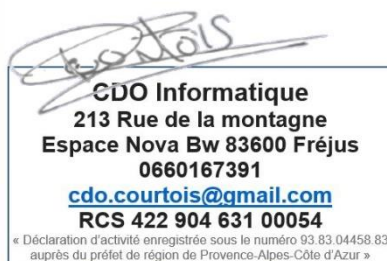 Courtois
CDO Informatique
213 Rue de la montagne
Espace Nova Bw 83600 Fréjus
0660167391
cdo.courtois@gmail.com
RCS 422 904 631 00054
« Déclaration d'activité enregistrée sous le numéro 93.83.04458.83
auprès du préfet de région de Provence-Alpes-Côte d'Azur »